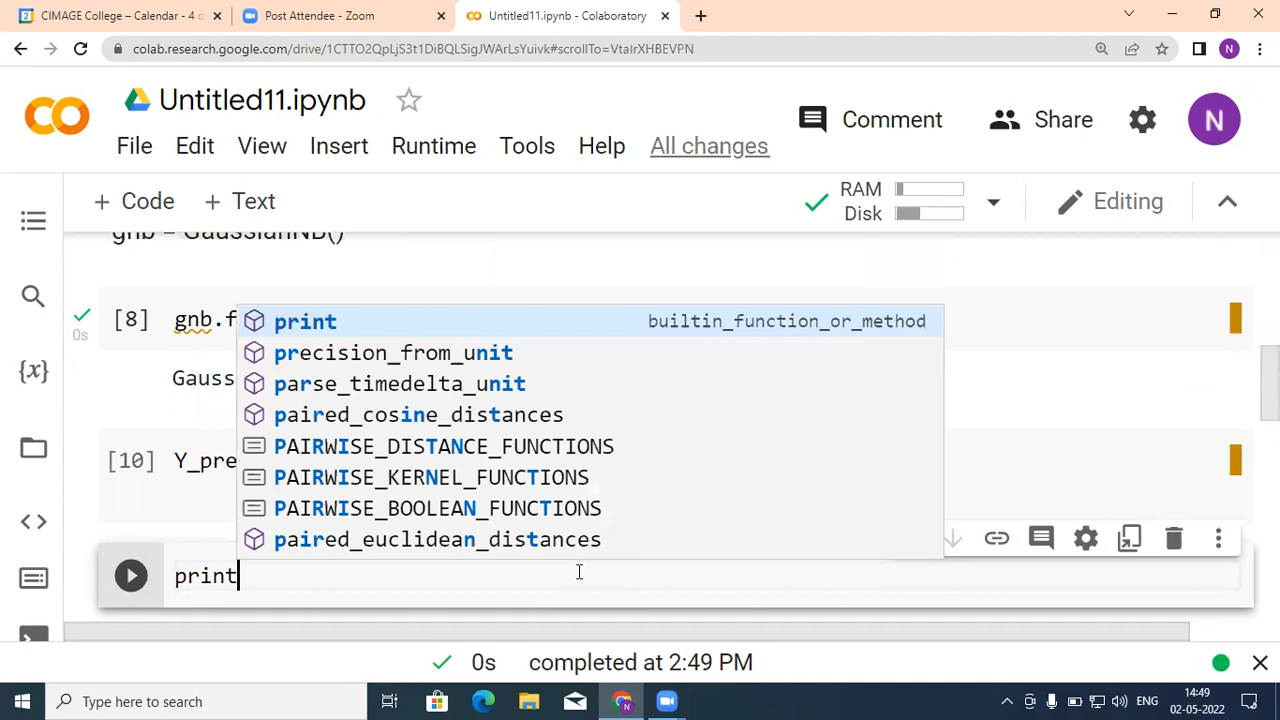 CIMAGE College – Calendar - 4 d
Post Attendee - Zoom
Untitled11.ipynb - Colaboratory
colab.research.google.com/drive/1CTTO2QpLjS3t1DiBQLSigJWArLsYuivk#scrollTo=VtaIrXHBEVPN
N
Untitled11.ipynb
Comment
Share
N
File Edit View Insert Runtime Tools Help All changes
+ Code + Text
RAM
Disk
Editing
gnb = GaussianNB()
[8] gnb.f
0s
Gauss
[10] Y_pre
print builtin_function_or_method
precision_from_unit
parse_timedelta_unit
paired_cosine_distances
PAIRWISE_DISTANCE_FUNCTIONS
PAIRWISE_KERNEL_FUNCTIONS
PAIRWISE_BOOLEAN_FUNCTIONS
paired_euclidean_distances
{x}
print
0s completed at 2:49 PM
Type here to search
N
ENG
14:49
02-05-2022